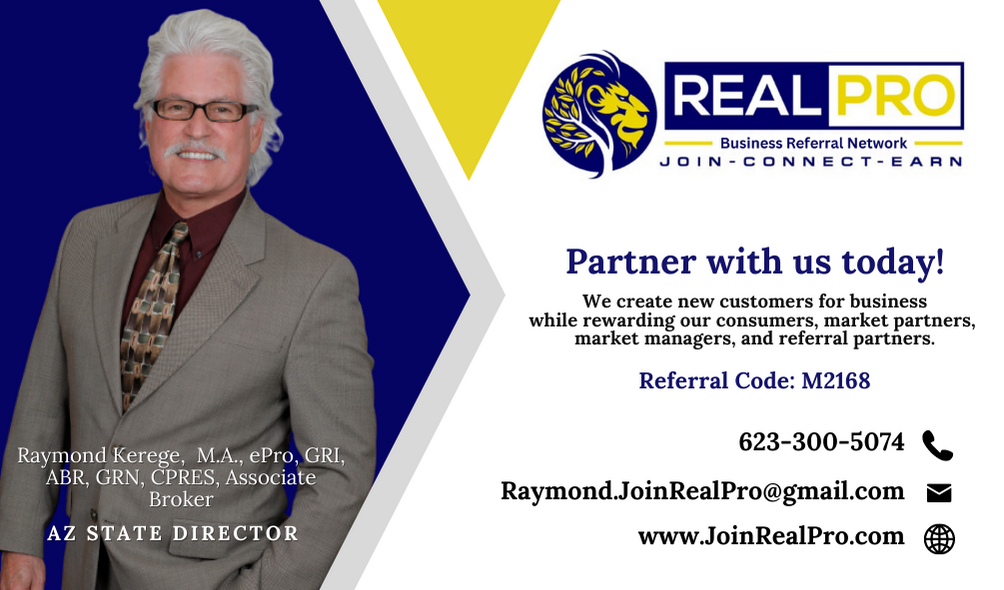 REAL PRO
Business Referral Network
JOIN-CONNECT-EARN
Partner with us today!
We create new customers for business
while rewarding our consumers, market partners,
market managers, and referral partners.
Referral Code: M2168
623-300-5074
Raymond.JoinRealPro@gmail.com
www.JoinRealPro.com
Raymond Kerege, M.A., ePro, GRI,
ABR, GRN, CPRES, Associate
Broker
AZ STATE DIRECTOR